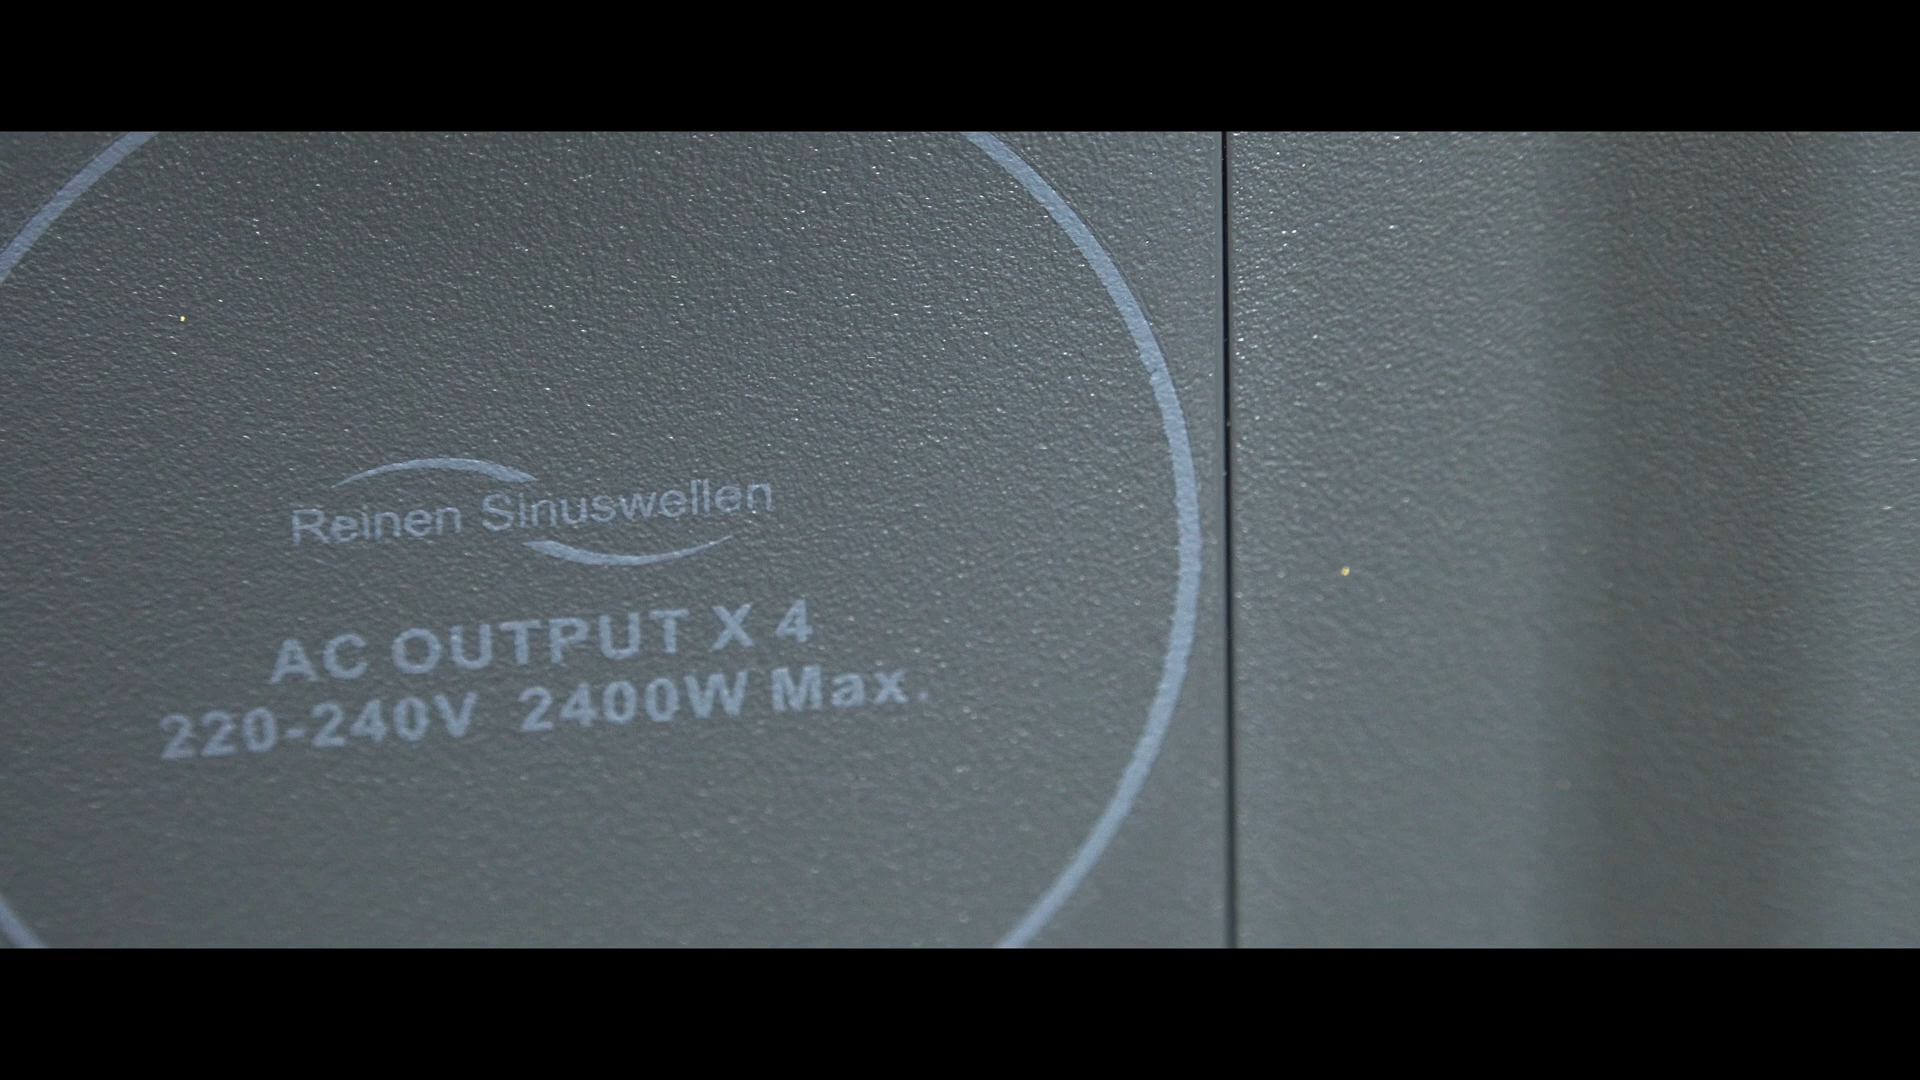 Reinen Sinuswellen
AC OUTPUT X 4
220-240V 2400W Max.